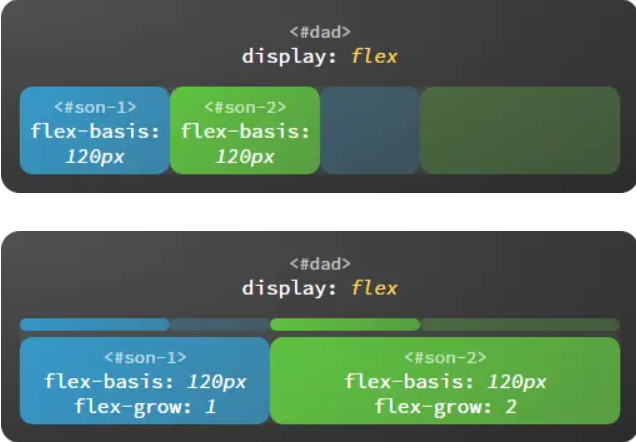 <#dad>
display: flex
<#son-1> <#son-2>
flex-basis: flex-basis:
120px 120px
<#dad>
display: flex
<#son-1> <#son-2>
flex-basis: 120px flex-basis: 120px
flex-grow: 1 flex-grow: 2